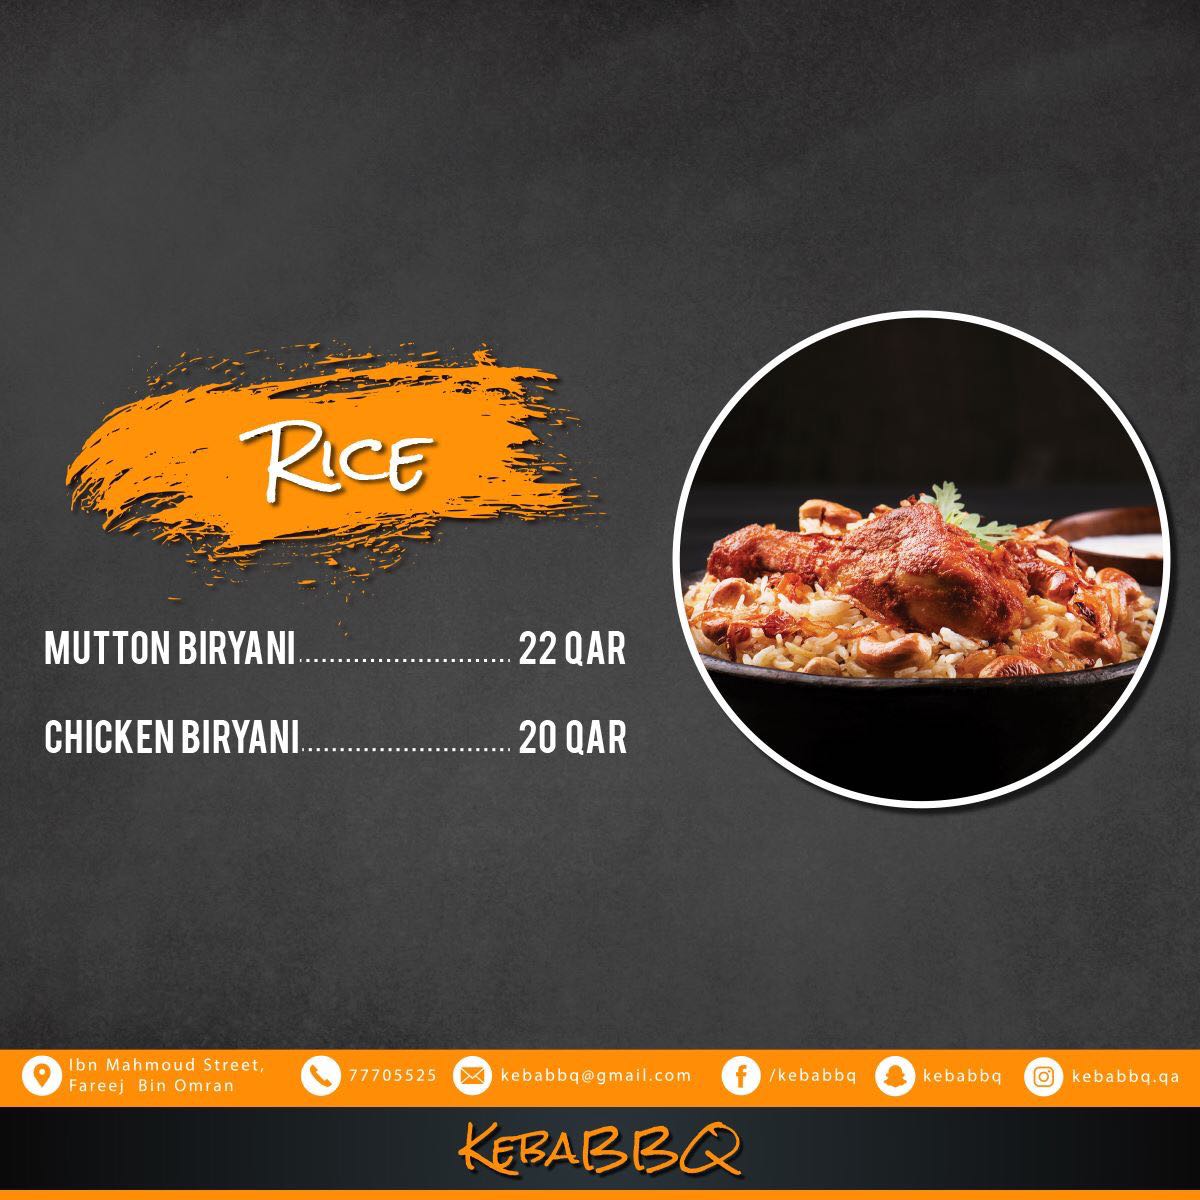 Rice
MUTTON BIRYANI.......................... 22 QAR
CHICKEN BIRYANI.......................... 20 QAR
Ibn Mahmoud Street,
Fareej Bin Omran
77705525
kebabbq@gmail.com
/kebabbq
kebabbq
kebabbq.qa
KebaBBQ